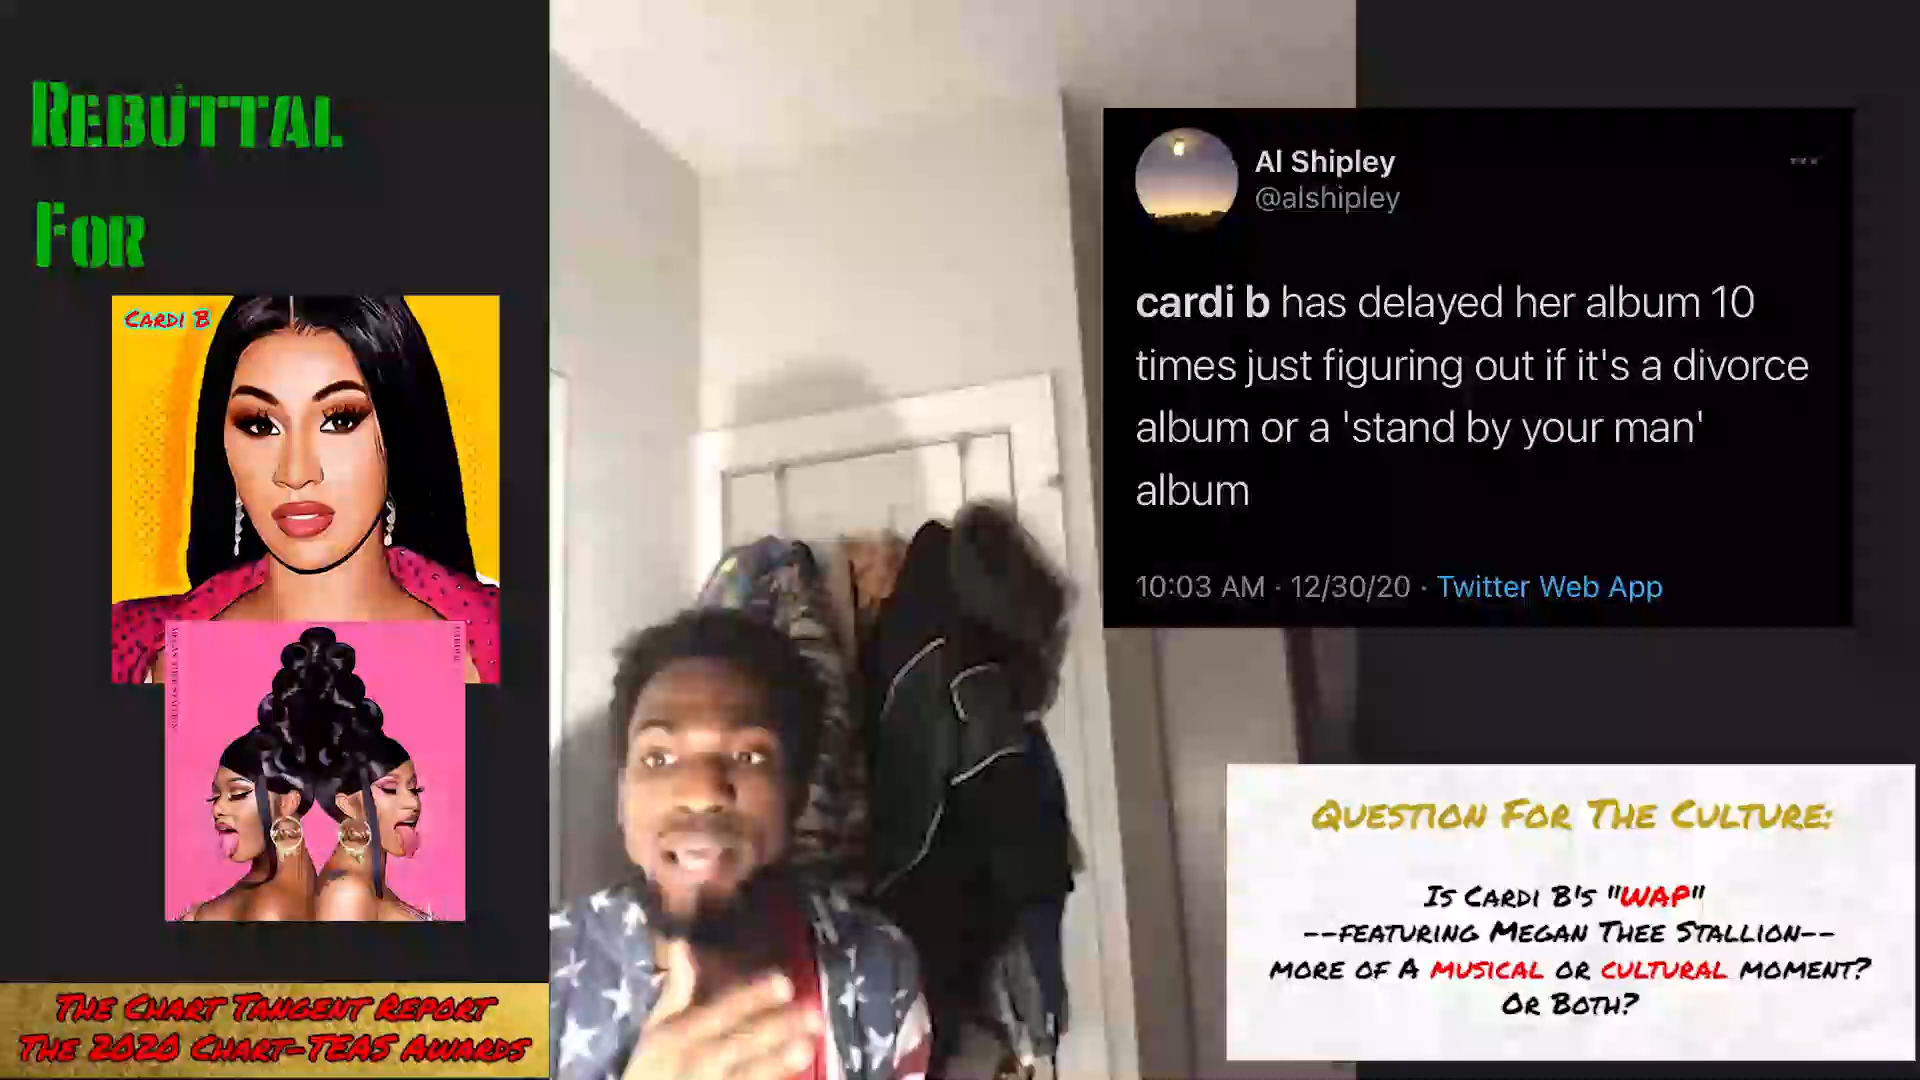 REBUTTAL
FOR
CARDI B
THE CHART TANGENT REPORT
THE 2020 CHART-TEAS AWARDS
Al Shipley
@alshipley
cardi b has delayed her album 10
times just figuring out if it's a divorce
album or a 'stand by your man'
album
10:03 AM · 12/30/20 · Twitter Web App
QUESTION FOR THE CULTURE:
IS CARDI B'S "WAP"
--FEATURING MEGAN THEE STALLION--
MORE OF A MUSICAL OR CULTURAL MOMENT?
OR BOTH?